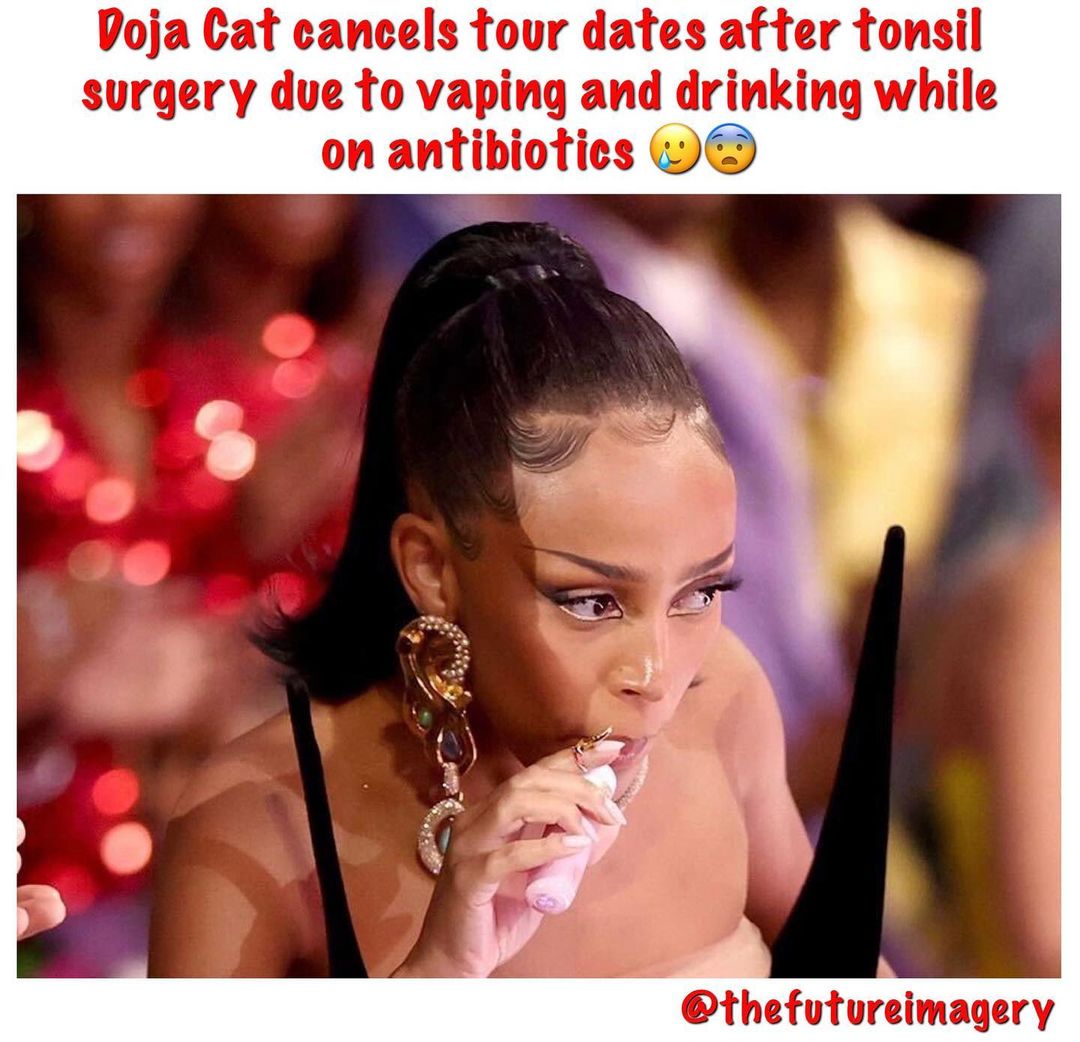 Doja Cat cancels tour dates after tonsil
surgery due to vaping and drinking while
on antibiotics 🥲😨
@thefutureimagery